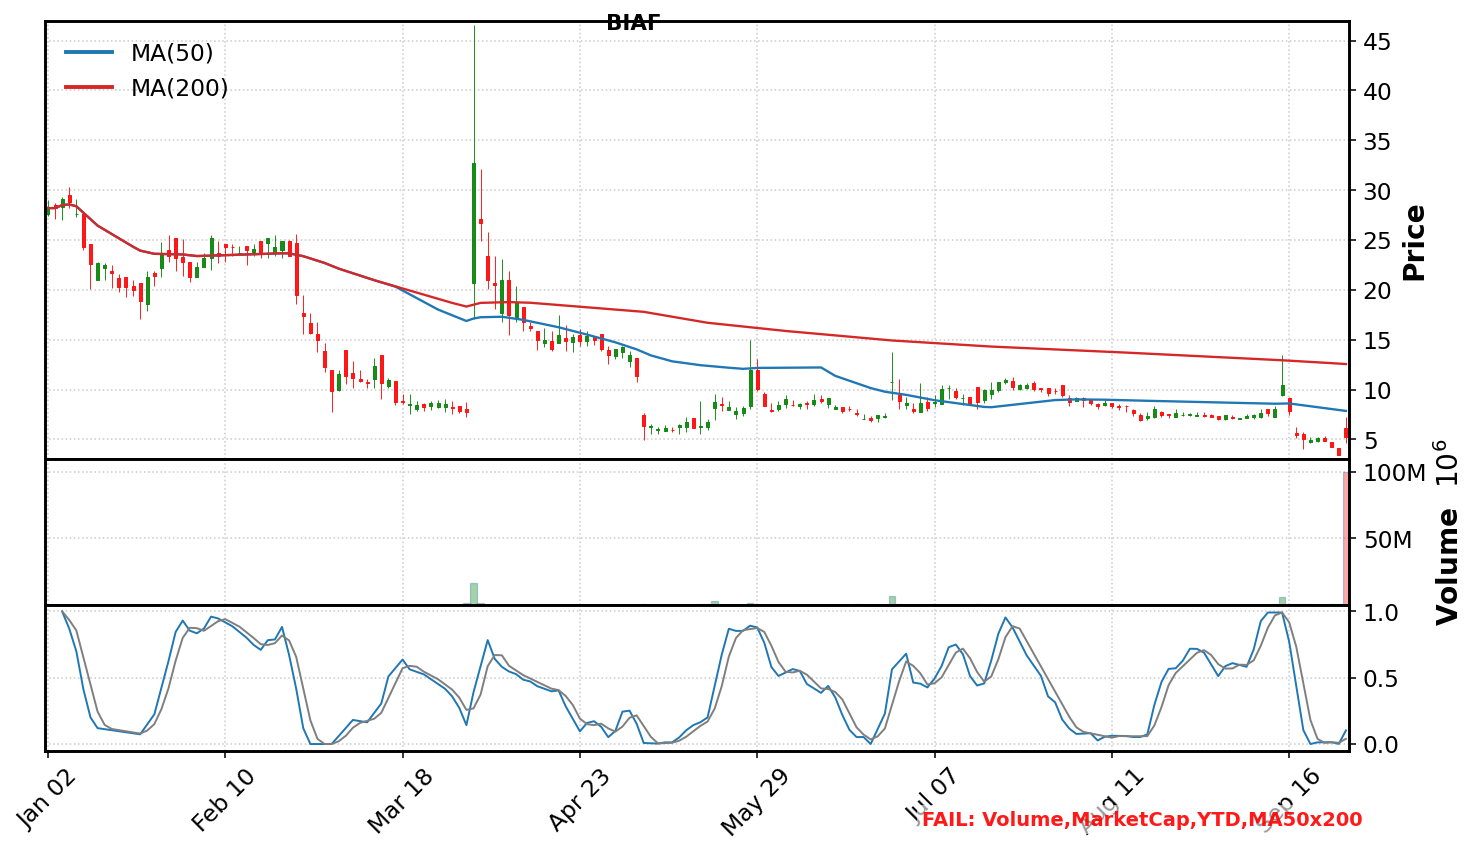 BIAF
MA(50)
MA(200)
45
40
35
30
25
20
15
10
5
Price
10^6
100M
50M
Volume
1.0
0.5
0.0
Jan 02
Feb 10
Mar 18
Apr 23
May 29
Jul 07
Aug 11
Sep 16
FAIL: Volume,MarketCap,YTD,MA50x200